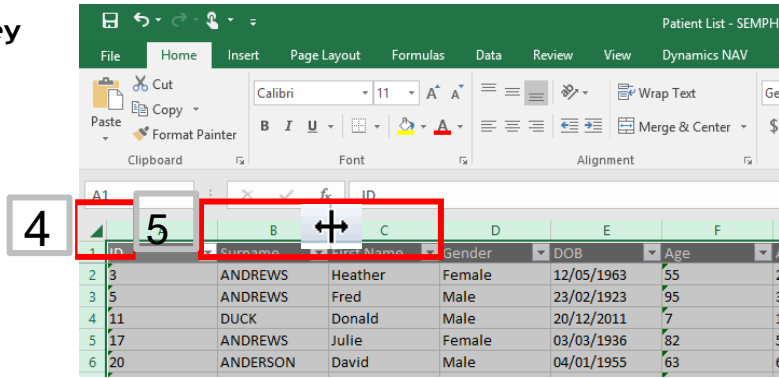 ey
Patient List - SEMPH
File Home Insert Page Layout Formulas Data Review View Dynamics NAV
Cut
Calibri 11 A A Wrap Text Ge
Copy
Paste
Format Painter B I U A Merge & Center $
Clipboard Font Alignment
A1 fx ID
4 5 B C D E F
1 ID Surname First Name Gender DOB Age
2 3 ANDREWS Heather Female 12/05/1963 55
3 5 ANDREWS Fred Male 23/02/1923 95
4 11 DUCK Donald Male 20/12/2011 7
5 17 ANDREWS Julie Female 03/03/1936 82
6 20 ANDERSON David Male 04/01/1955 63